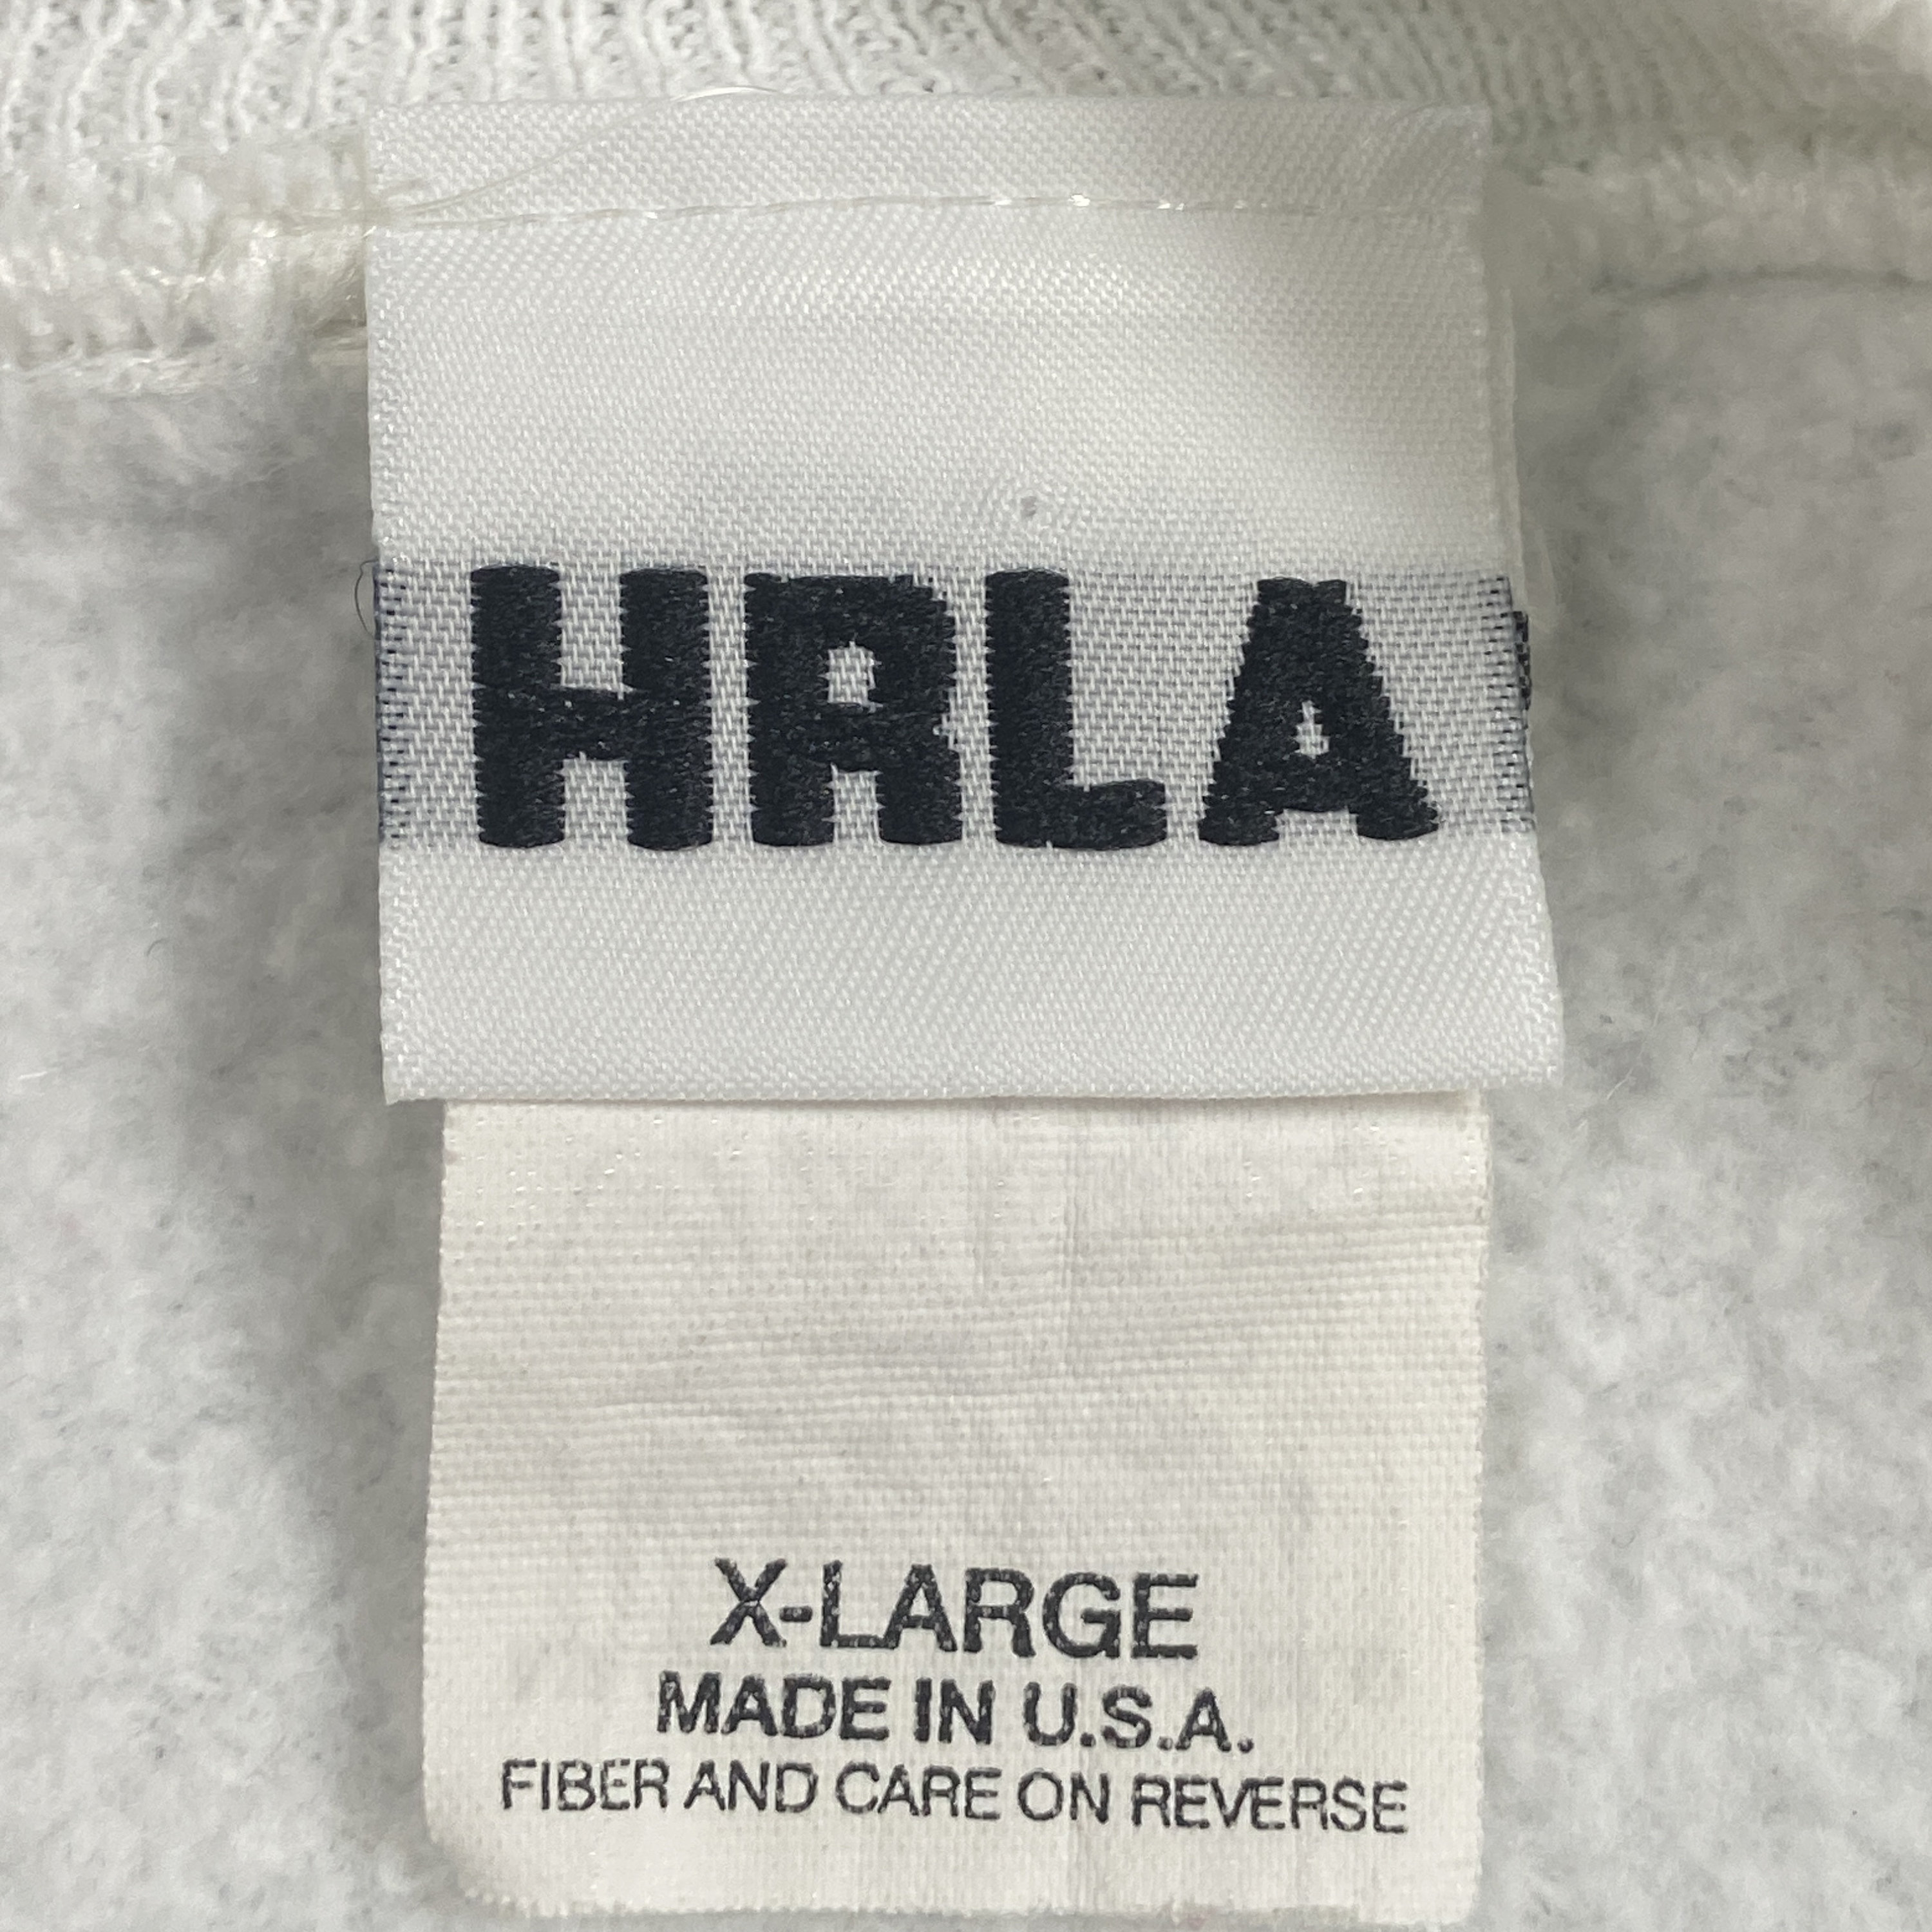 HRLA
X-LARGE
MADE IN U.S.A.
FIBER AND CARE ON REVERSE